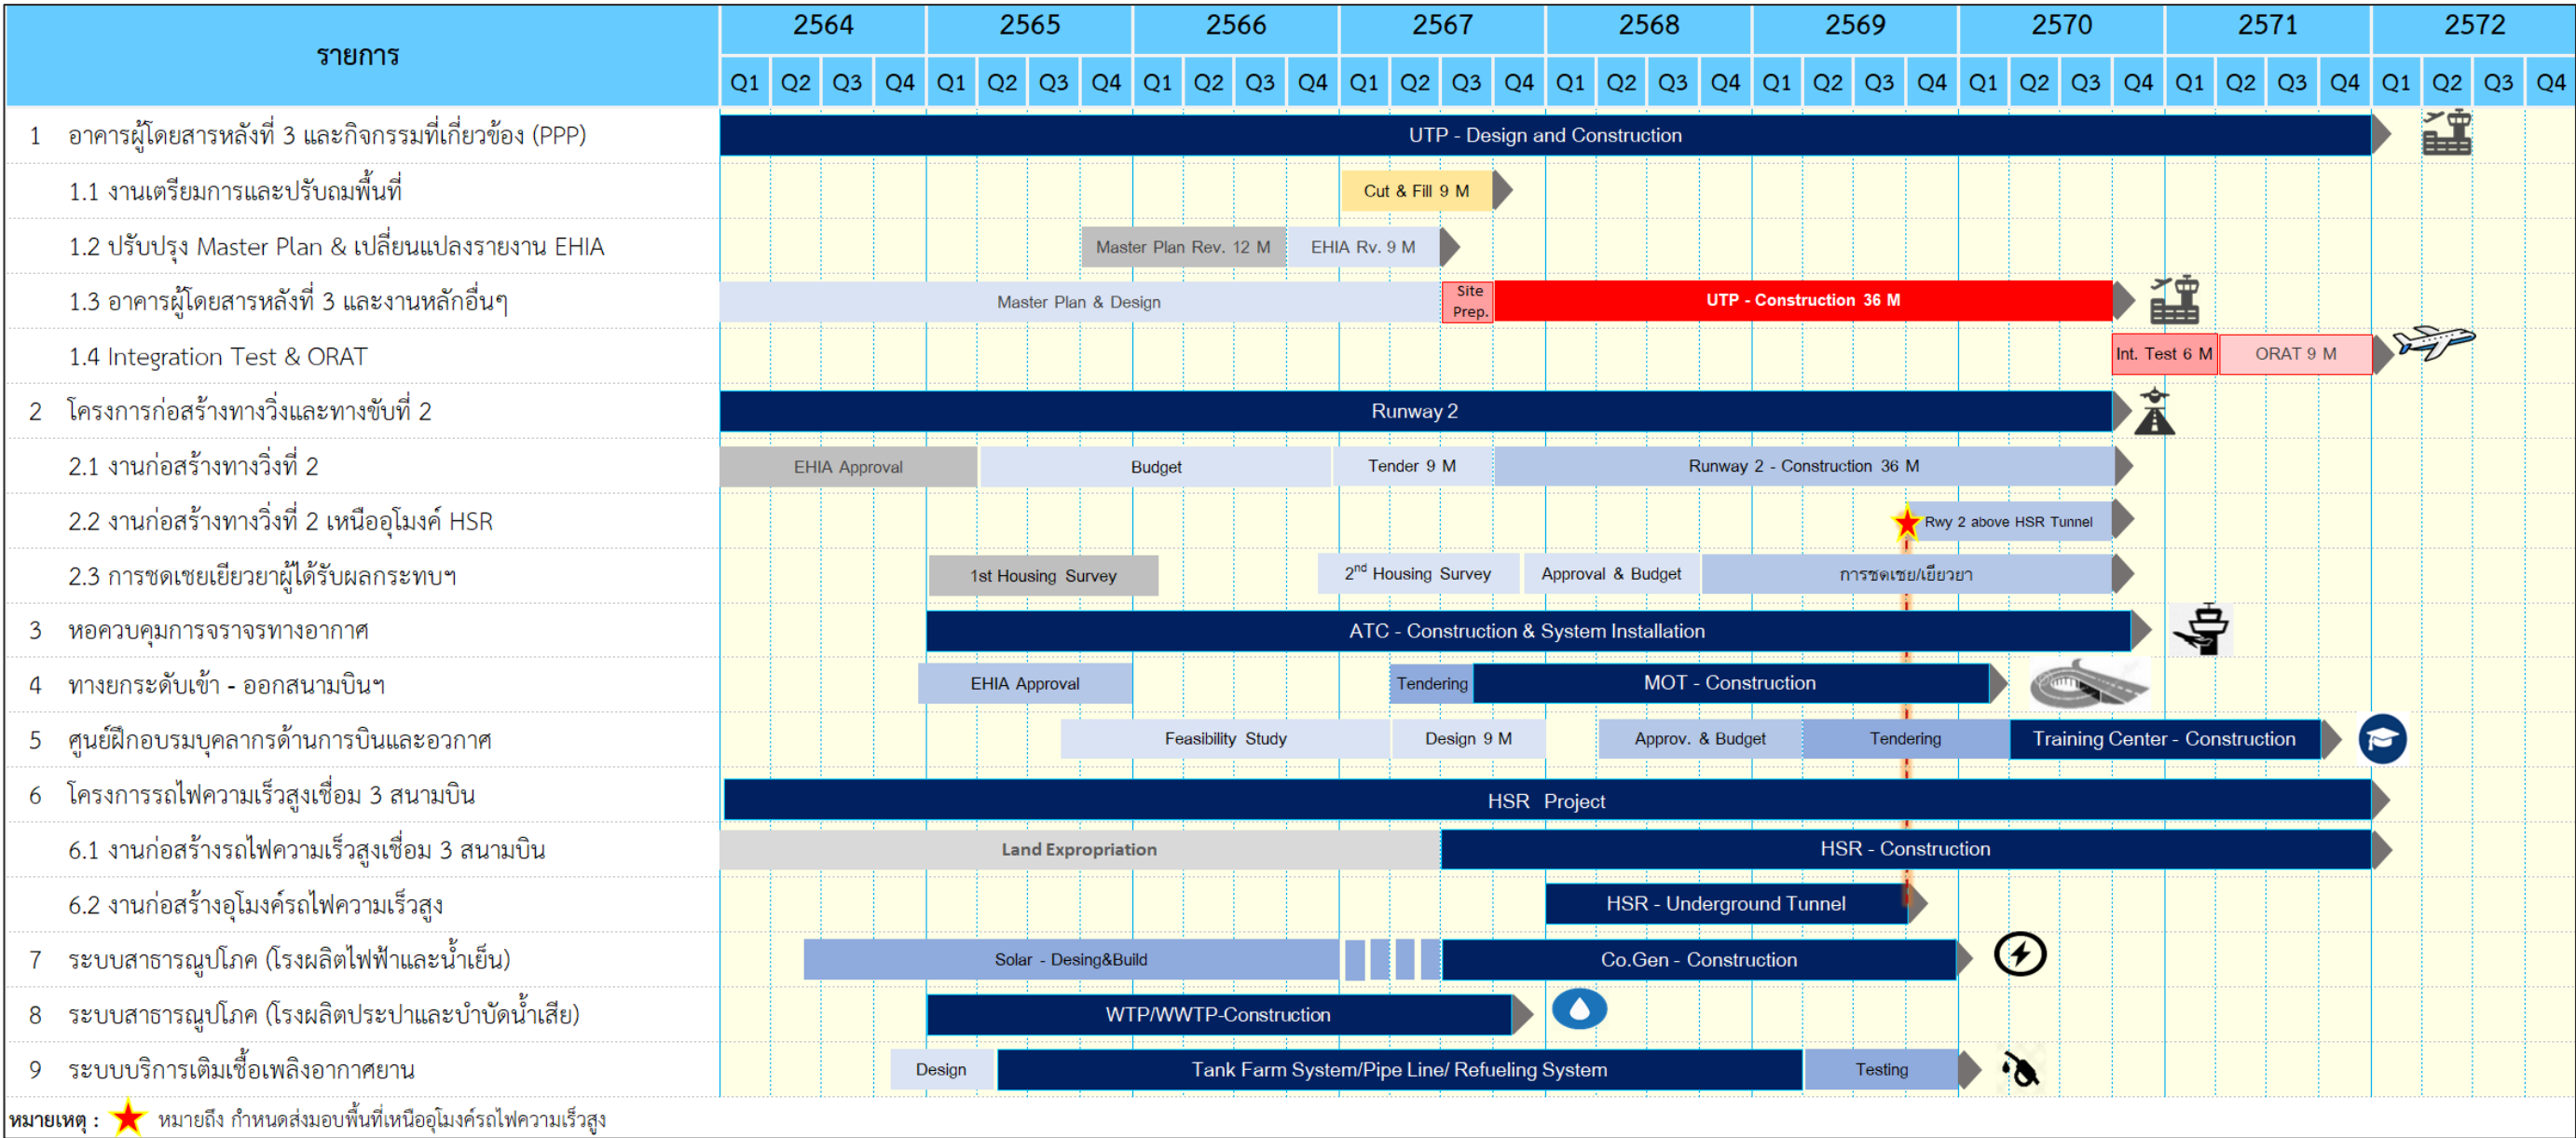 รายการ
2564 2565 2566 2567 2568 2569 2570 2571 2572
Q1 Q2 Q3 Q4 Q1 Q2 Q3 Q4 Q1 Q2 Q3 Q4 Q1 Q2 Q3 Q4 Q1 Q2 Q3 Q4 Q1 Q2 Q3 Q4 Q1 Q2 Q3 Q4 Q1 Q2 Q3 Q4 Q1 Q2 Q3 Q4
1 อาคารผู้โดยสารหลังที่ 3 และกิจกรรมที่เกี่ยวข้อง (PPP) UTP - Design and Construction
1.1 งานเตรียมการและปรับถมพื้นที่ Cut & Fill 9 M
1.2 ปรับปรุง Master Plan & เปลี่ยนแปลงรายงาน EHIA Master Plan Rev. 12 M EHIA Rv. 9 M
1.3 อาคารผู้โดยสารหลังที่ 3 และงานหลักอื่นๆ Master Plan & Design Site Prep. UTP - Construction 36 M
1.4 Integration Test & ORAT Int. Test 6 M ORAT 9 M
2 โครงการก่อสร้างทางวิ่งและทางขับที่ 2 Runway 2
2.1 งานก่อสร้างทางวิ่งที่ 2 EHIA Approval Budget Tender 9 M Runway 2 - Construction 36 M
2.2 งานก่อสร้างทางวิ่งที่ 2 เหนืออุโมงค์ HSR Rwy 2 above HSR Tunnel
2.3 การชดเชยเยียวยาผู้ได้รับผลกระทบฯ 1st Housing Survey 2nd Housing Survey Approval & Budget การชดเชย/เยียวยา
3 หอควบคุมการจราจรทางอากาศ ATC - Construction & System Installation
4 ทางยกระดับเข้า - ออกสนามบินฯ EHIA Approval Tendering MOT - Construction
5 ศูนย์ฝึกอบรมบุคลากรด้านการบินและอวกาศ Feasibility Study Design 9 M Approv. & Budget Tendering Training Center - Construction
6 โครงการรถไฟความเร็วสูงเชื่อม 3 สนามบิน HSR Project
6.1 งานก่อสร้างรถไฟความเร็วสูงเชื่อม 3 สนามบิน Land Expropriation HSR - Construction
6.2 งานก่อสร้างอุโมงค์รถไฟความเร็วสูง HSR - Underground Tunnel
7 ระบบสาธารณูปโภค (โรงผลิตไฟฟ้าและน้ำเย็น) Solar - Desing&Build Co.Gen - Construction
8 ระบบสาธารณูปโภค (โรงผลิตประปาและบำบัดน้ำเสีย) WTP/WWTP-Construction
9 ระบบบริการเติมเชื้อเพลิงอากาศยาน Design Tank Farm System/Pipe Line/ Refueling System Testing
หมายเหตุ : หมายถึง กำหนดส่งมอบพื้นที่เหนืออุโมงค์รถไฟความเร็วสูง